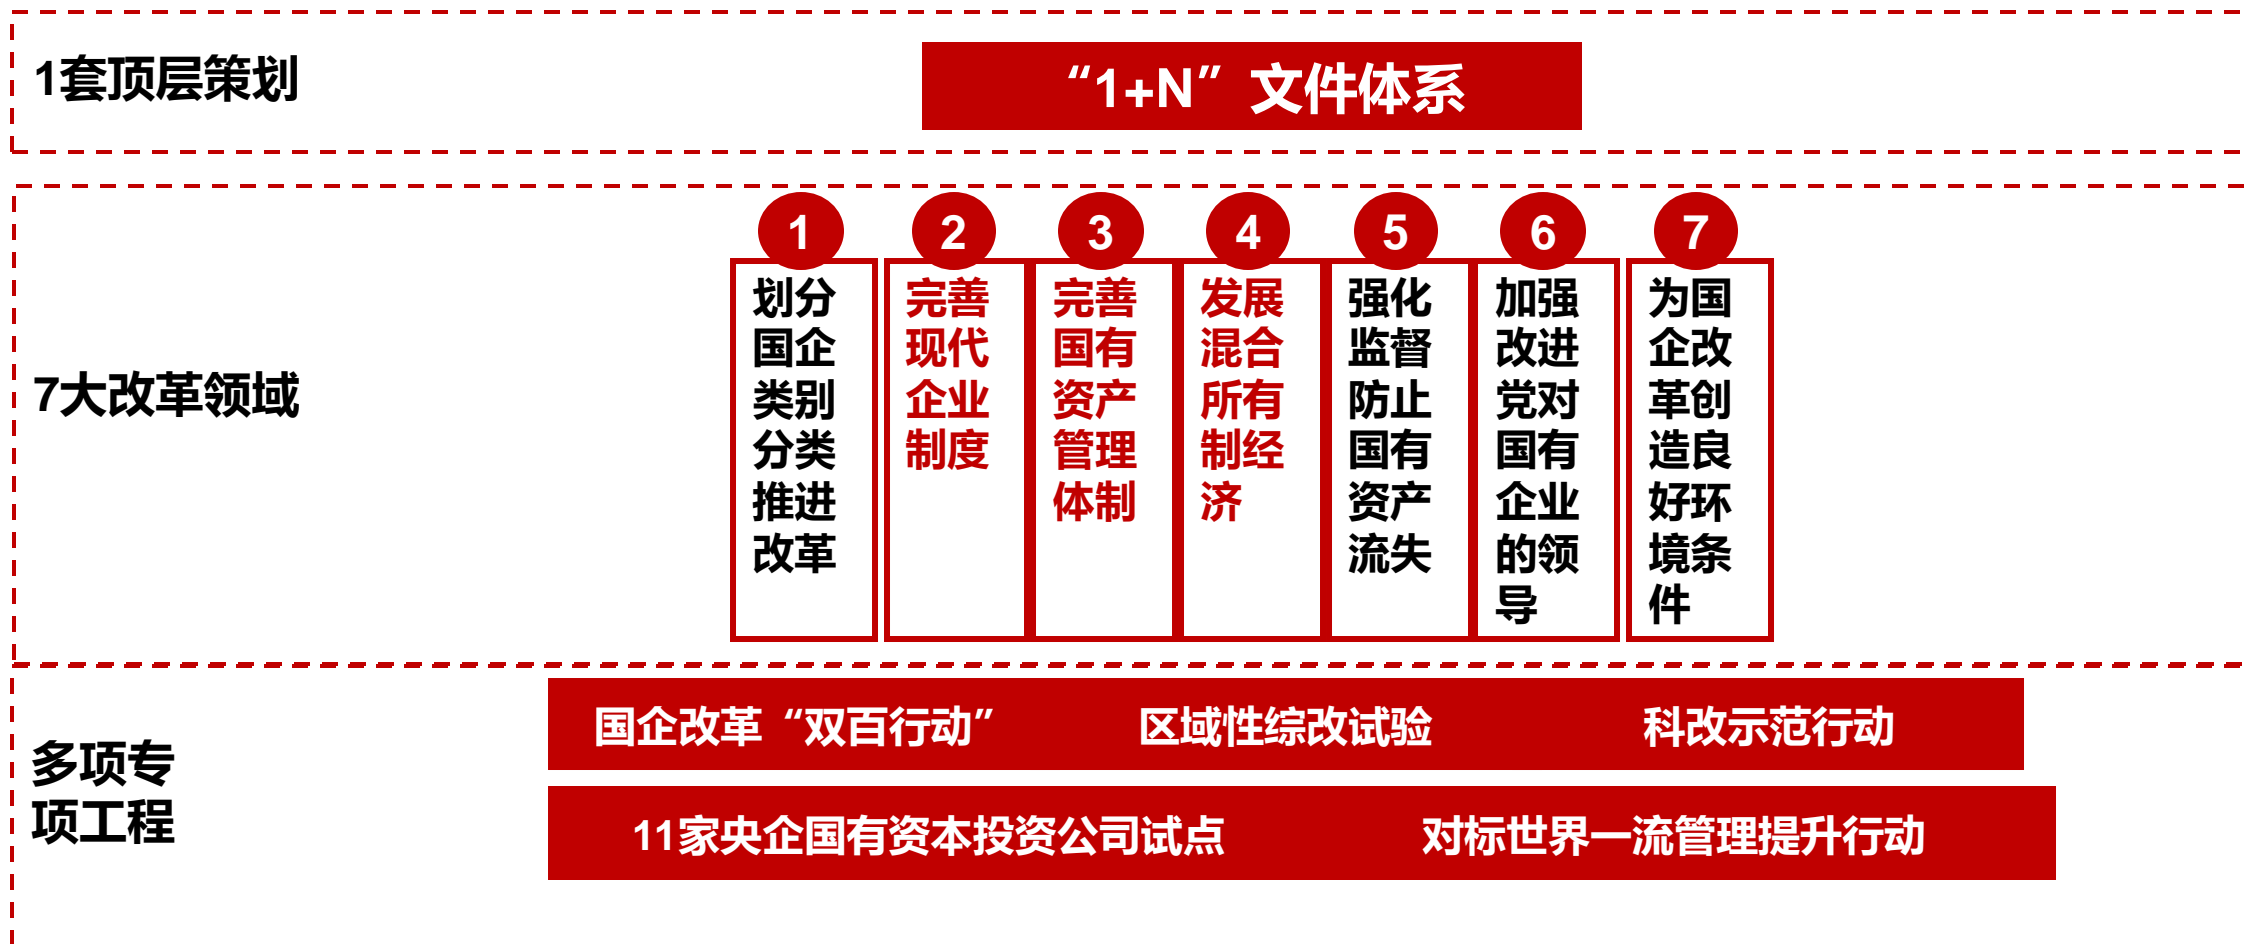 1套顶层策划
“1+N”文件体系
7大改革领域
1
划分
国企
类别
分类
推进
改革
2
完善
现代
企业
制度
3
完善
国有
资产
管理
体制
4
发展
混合
所有
制经
济
5
强化
监督
防止
国有
资产
流失
6
加强
改进
党对
国有
企业
的领
导
7
为国
企改
革创
造良
好环
境条
件
多项专
项工程
国企改革“双百行动” 区域性综改试验 科改示范行动
11家央企国有资本投资公司试点 对标世界一流管理提升行动